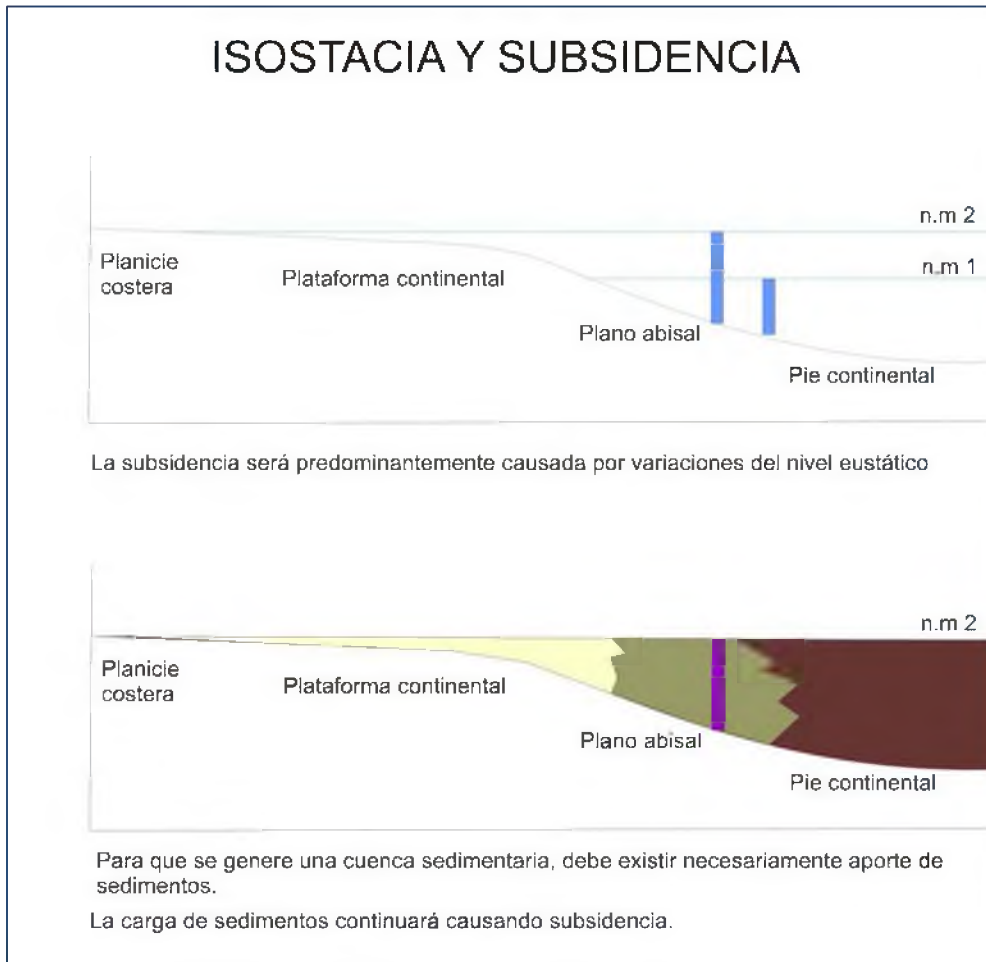 ISOSTACIA Y SUBSIDENCIA
n.m 2
n.m 1
Planicie
costera
Plataforma continental
Plano abisal
Pie continental
La subsidencia será predominantemente causada por variaciones del nivel eustático
n.m 2
Planicie
costera
Plataforma continental
Plano abisal
Pie continental
Para que se genere una cuenca sedimentaria, debe existir necesariamente aporte de
sedimentos.
La carga de sedimentos continuará causando subsidencia.